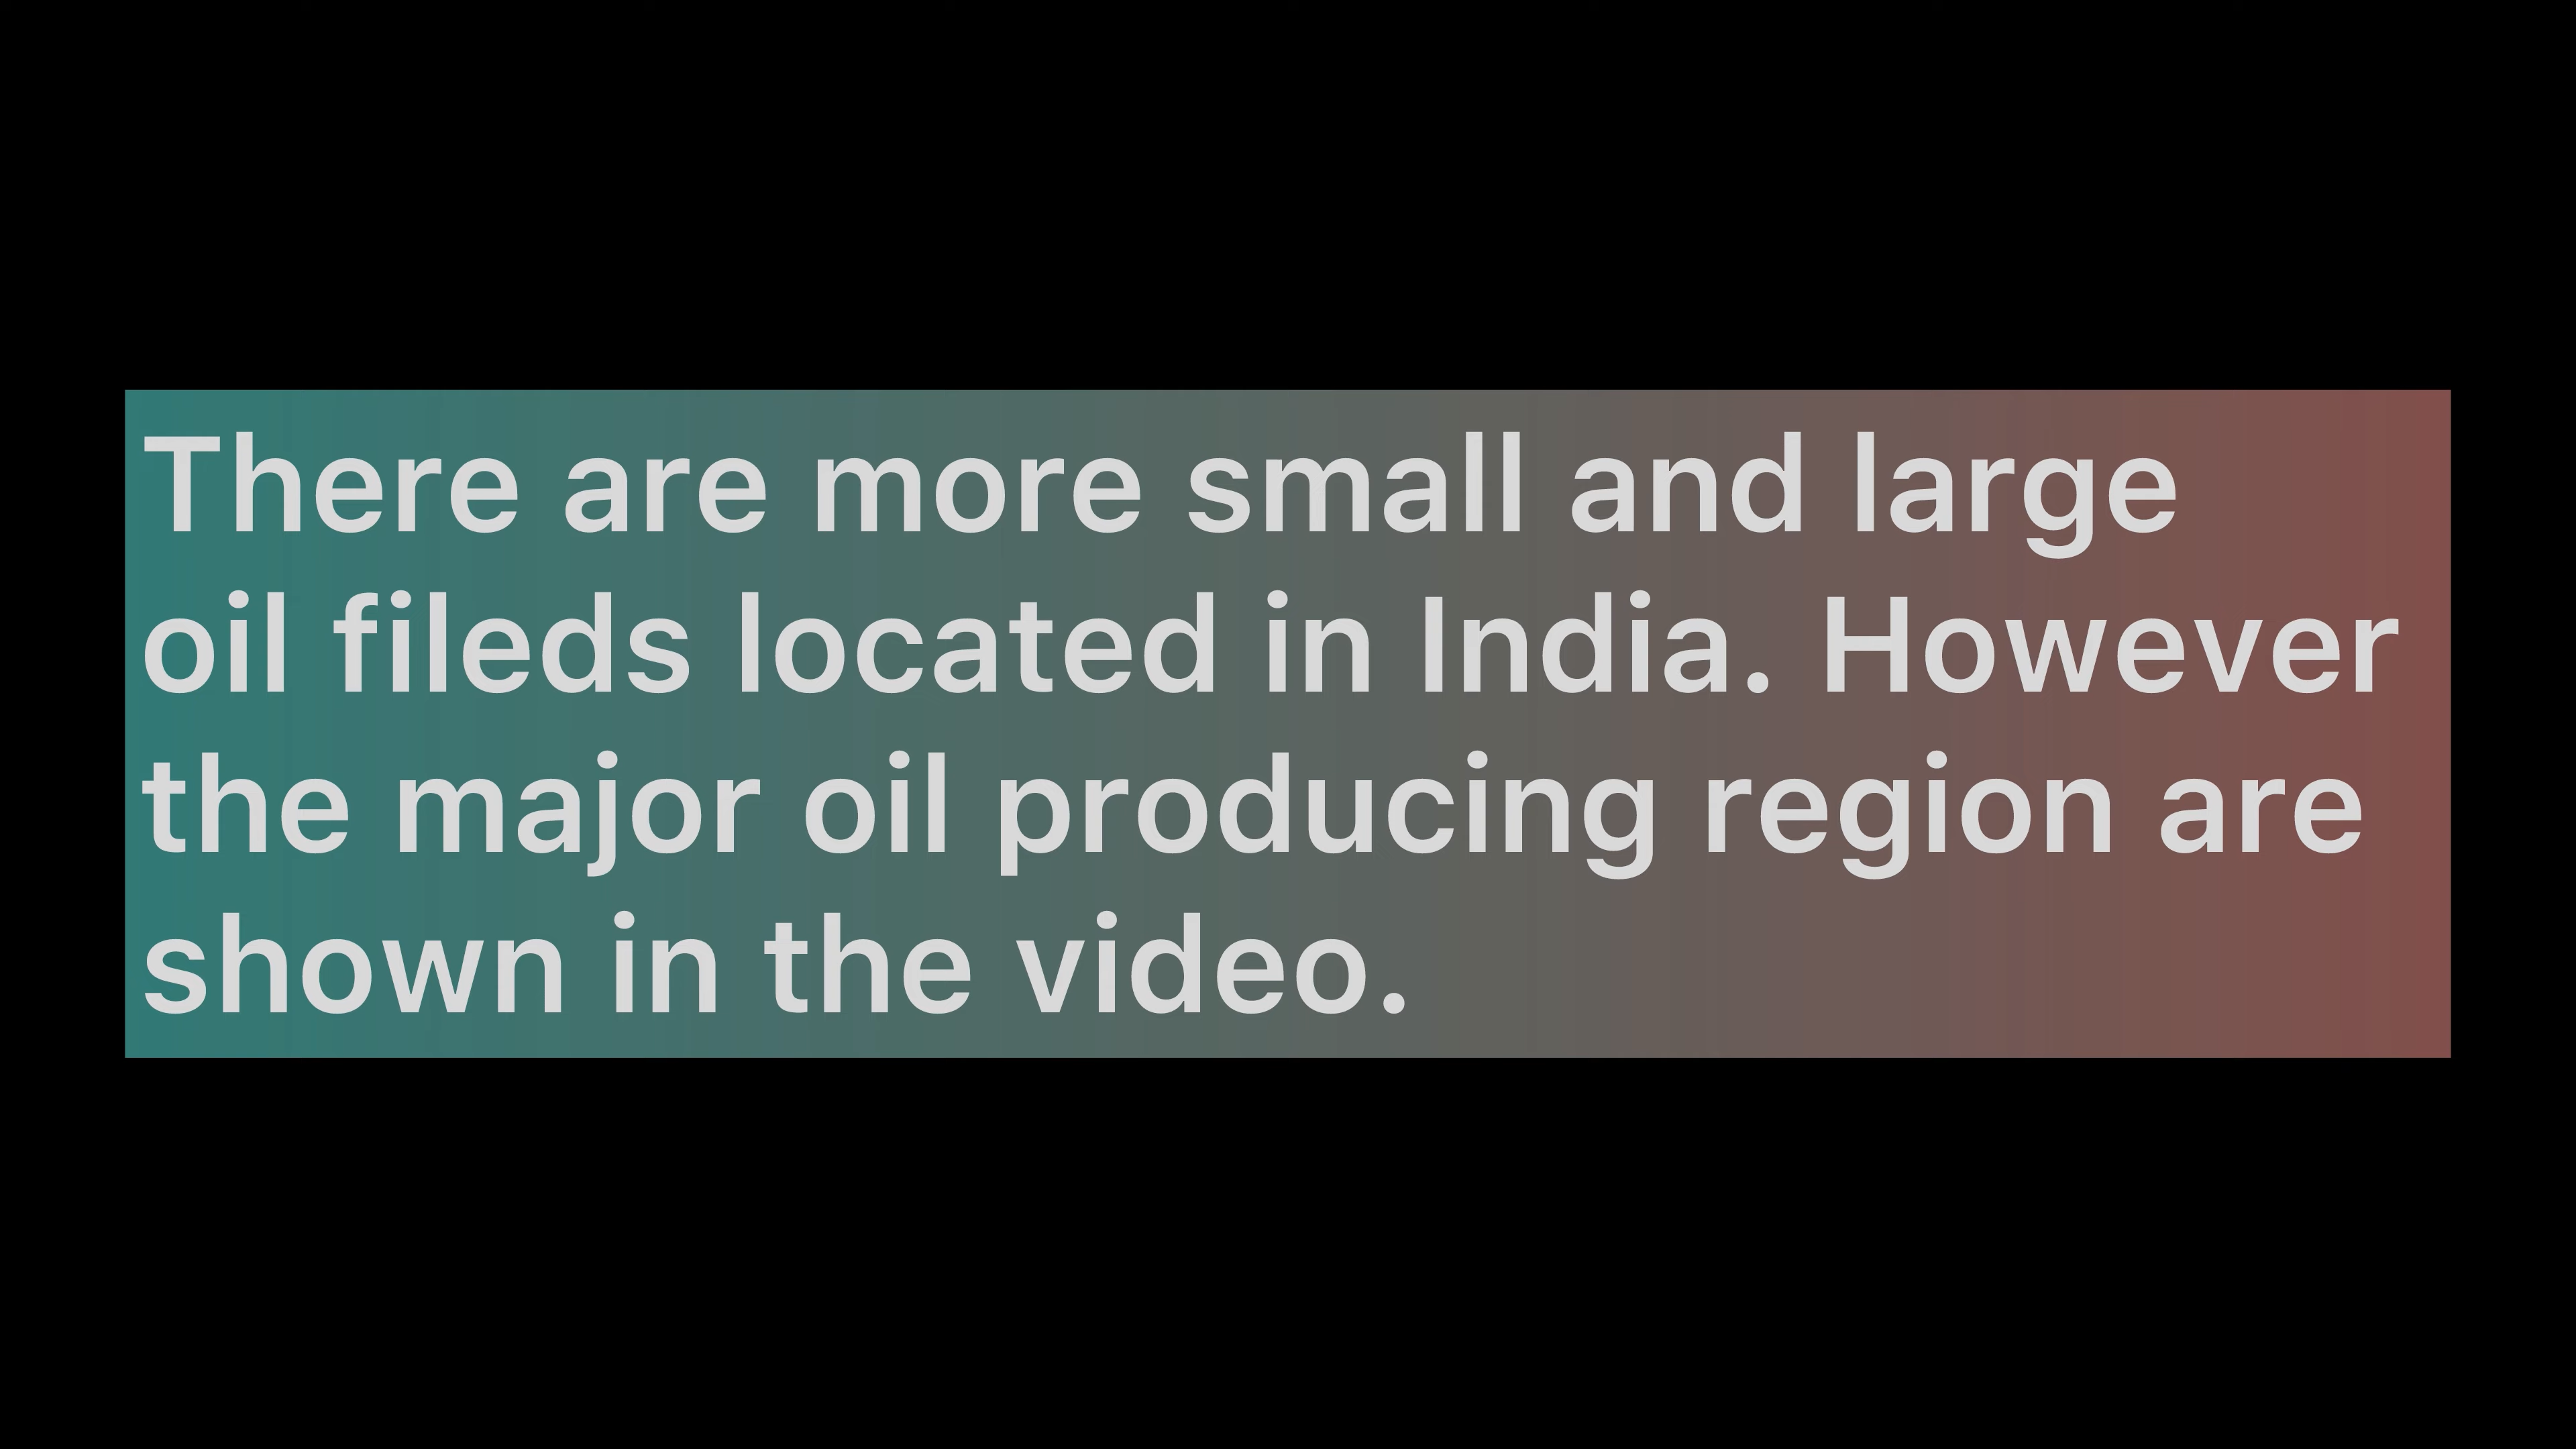 There are more small and large
oil fileds located in India. However
the major oil producing region are
shown in the video.